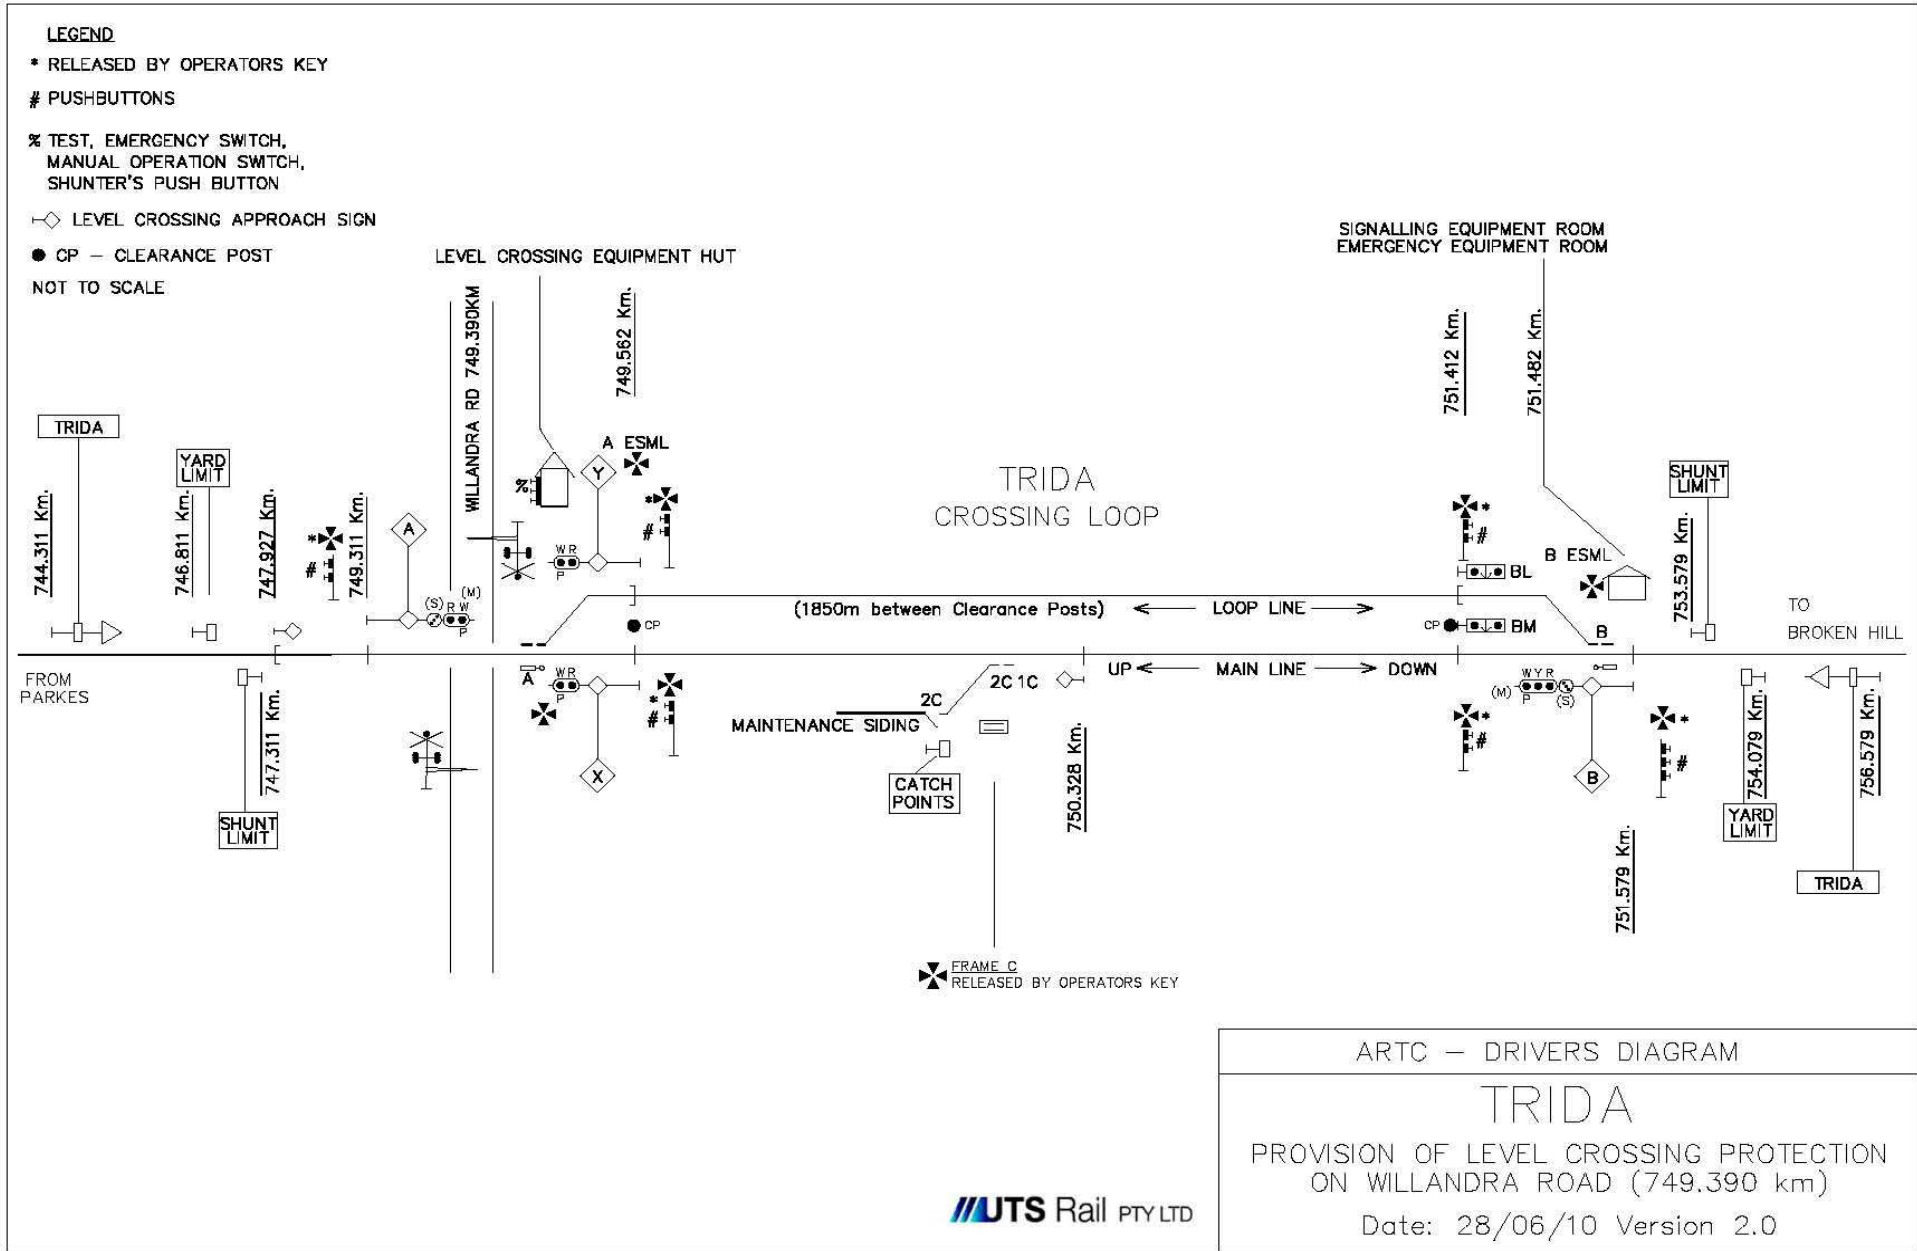 LEGEND
* RELEASED BY OPERATORS KEY
# PUSHBUTTONS
% TEST, EMERGENCY SWITCH,
MANUAL OPERATION SWITCH,
SHUNTER'S PUSH BUTTON
LEVEL CROSSING APPROACH SIGN
CP – CLEARANCE POST
NOT TO SCALE
LEVEL CROSSING EQUIPMENT HUT
SIGNALLING EQUIPMENT ROOM
EMERGENCY EQUIPMENT ROOM
TRIDA
744.311 Km.
YARD
LIMIT
746.811 Km.
747.927 Km.
*
#
749.311 Km.
A
(S)
R W
(M)
P
WILLANDRA RD 749.390KM
%
749.562 Km.
A ESML
Y
*
#
W R
P
TRIDA
CROSSING LOOP
751.412 Km.
751.482 Km.
*
#
BL
B ESML
SHUNT
LIMIT
753.579 Km.
TO
BROKEN HILL
(1850m between Clearance Posts)
LOOP LINE
CP
CP
BM
B
FROM
PARKES
747.311 Km.
SHUNT
LIMIT
A
W R
P
X
*
#
MAINTENANCE SIDING
2C
2C 1C
CATCH
POINTS
750.328 Km.
UP
MAIN LINE
DOWN
(M)
W Y R
P
(S)
*
#
B
*
#
751.579 Km.
754.079 Km.
YARD
LIMIT
756.579 Km.
TRIDA
FRAME C
RELEASED BY OPERATORS KEY
ARTC – DRIVERS DIAGRAM
TRIDA
PROVISION OF LEVEL CROSSING PROTECTION
ON WILLANDRA ROAD (749.390 km)
Date: 28/06/10 Version 2.0
UTS Rail PTY LTD